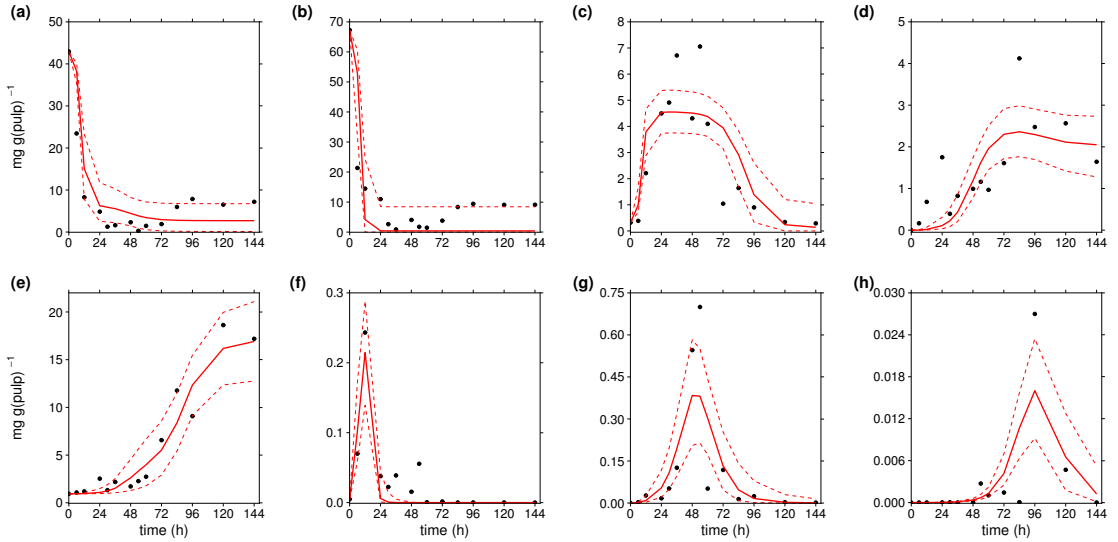 (a) (b) (c) (d)
mg g(pulp) ⁻¹
50 40 30 20 10 0
0 24 48 72 96 120 144
70 60 50 40 30 20 10 0
0 24 48 72 96 120 144
8 7 6 5 4 3 2 1 0
0 24 48 72 96 120 144
5 4 3 2 1 0
0 24 48 72 96 120 144
(e) (f) (g) (h)
mg g(pulp) ⁻¹
20 15 10 5 0
0 24 48 72 96 120 144
time (h)
0.3 0.2 0.1 0.0
0 24 48 72 96 120 144
time (h)
0.75 0.60 0.45 0.30 0.15 0.00
0 24 48 72 96 120 144
time (h)
0.030 0.024 0.018 0.012 0.006 0.000
0 24 48 72 96 120 144
time (h)